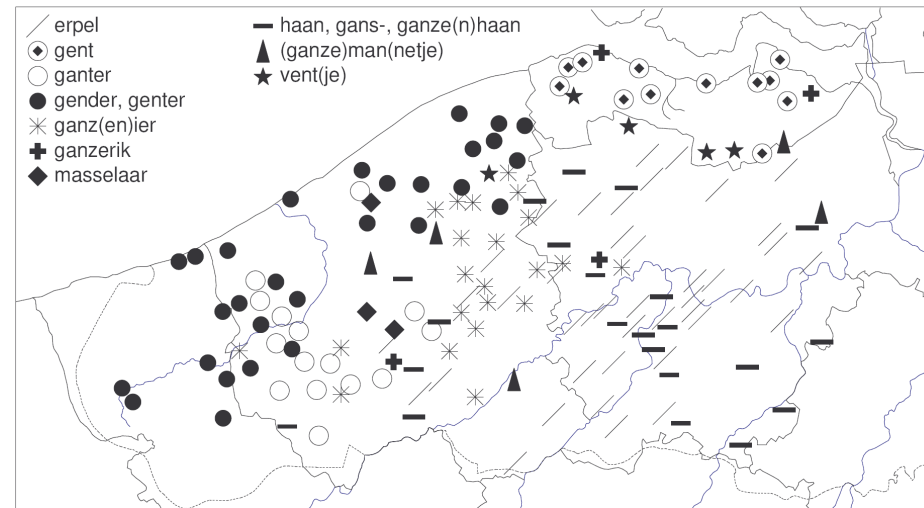 erpel
gent
ganter
gender, genter
ganz(en)ier
ganzerik
masselaar
haan, gans-, ganze(n)haan
(ganze)man(netje)
vent(je)